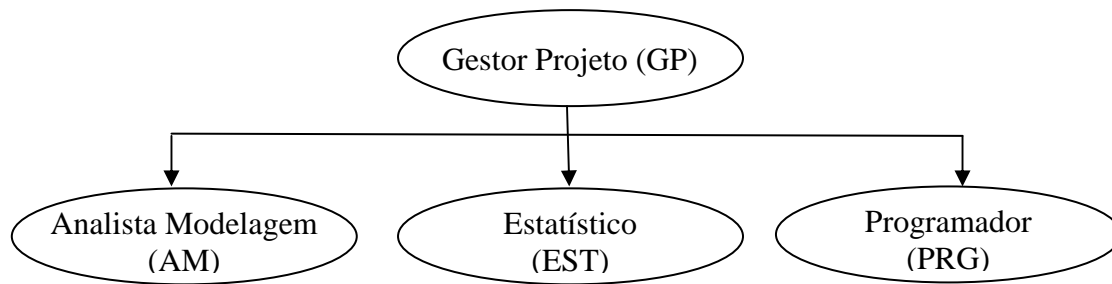 Gestor Projeto (GP)
Analista Modelagem
(AM)
Estatístico
(EST)
Programador
(PRG)